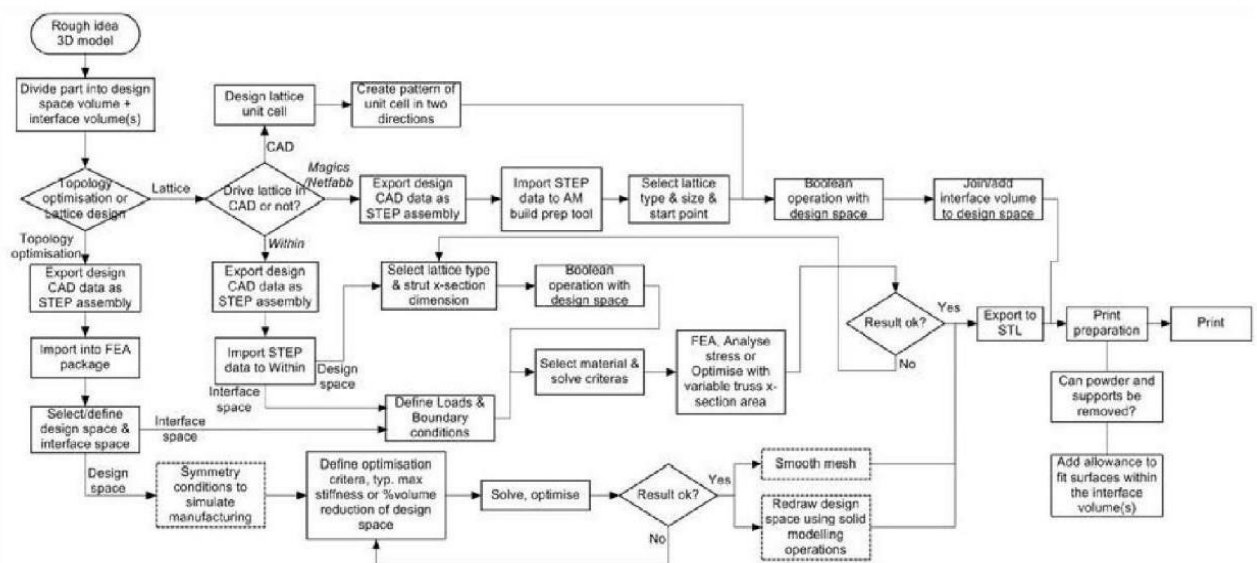 Rough idea
3D model
Divide part into design
space volume +
interface volume(s)
Topology
optimisation or
Lattice design
Lattice
Topology
optimisation
Drive lattice in
CAD or not?
CAD
Design lattice
unit cell
Create pattern of
unit cell in two
directions
Magics
/Netfabb
Export design
CAD data as
STEP assembly
Import STEP
data to AM
build prep tool
Select lattice
type & size &
start point
Boolean
operation with
design space
Join/add
interface volume
to design space
Within
Export design
CAD data as
STEP assembly
Export design
CAD data as
STEP assembly
Select lattice type
& strut x-section
dimension
Boolean
operation with
design space
Import into FEA
package
Import STEP
data to Within
Design
space
Interface
space
Select material &
solve criteras
FEA, Analyse
stress or
Optimise with
variable truss x-
section area
Result ok?
Yes
No
Export to
STL
Print
preparation
Print
Can powder and
supports be
removed?
Add allowance to
fit surfaces within
the interface
volume(s)
Select/define
design space &
interface space
Interface
space
Define Loads &
Boundary
conditions
Design
space
Symmetry
conditions to
simulate
manufacturing
Define optimisation
critera, typ. max
stiffness or %volume
reduction of design
space
Solve, optimise
Result ok?
Yes
No
Smooth mesh
Redraw design
space using solid
modelling
operations